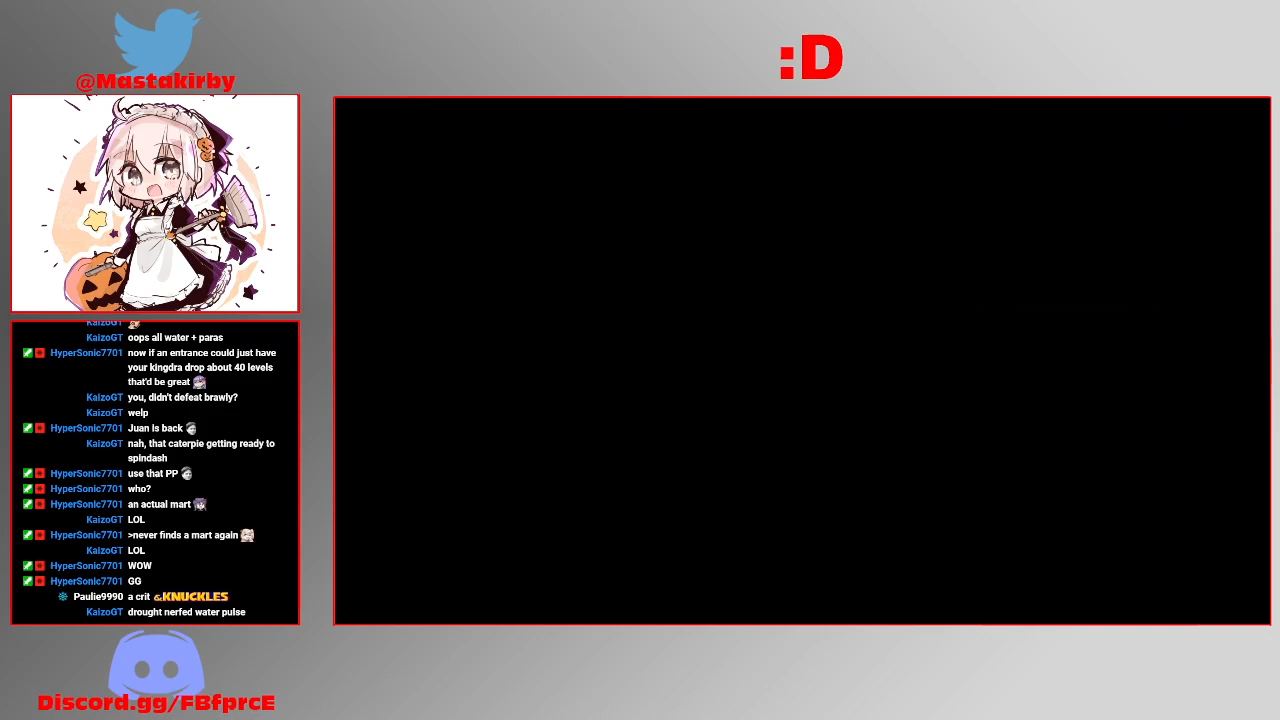 :D
@Mastakirby
KaizoGT
KaizoGT oops all water + paras
HyperSonic7701 now if an entrance could just have
your kingdra drop about 40 levels
that'd be great
KaizoGT you, didn't defeat brawly?
KaizoGT welp
HyperSonic7701 Juan is back
KaizoGT nah, that caterpie getting ready to
spindash
HyperSonic7701 use that PP
HyperSonic7701 who?
HyperSonic7701 an actual mart
KaizoGT LOL
HyperSonic7701 >never finds a mart again
KaizoGT LOL
HyperSonic7701 WOW
HyperSonic7701 GG
Paulie9990 a crit &KNUCKLES
KaizoGT drought nerfed water pulse
Discord.gg/FBfprcE